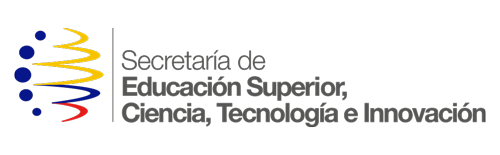 Secretaría de
Educación Superior,
Ciencia, Tecnología e Innovación